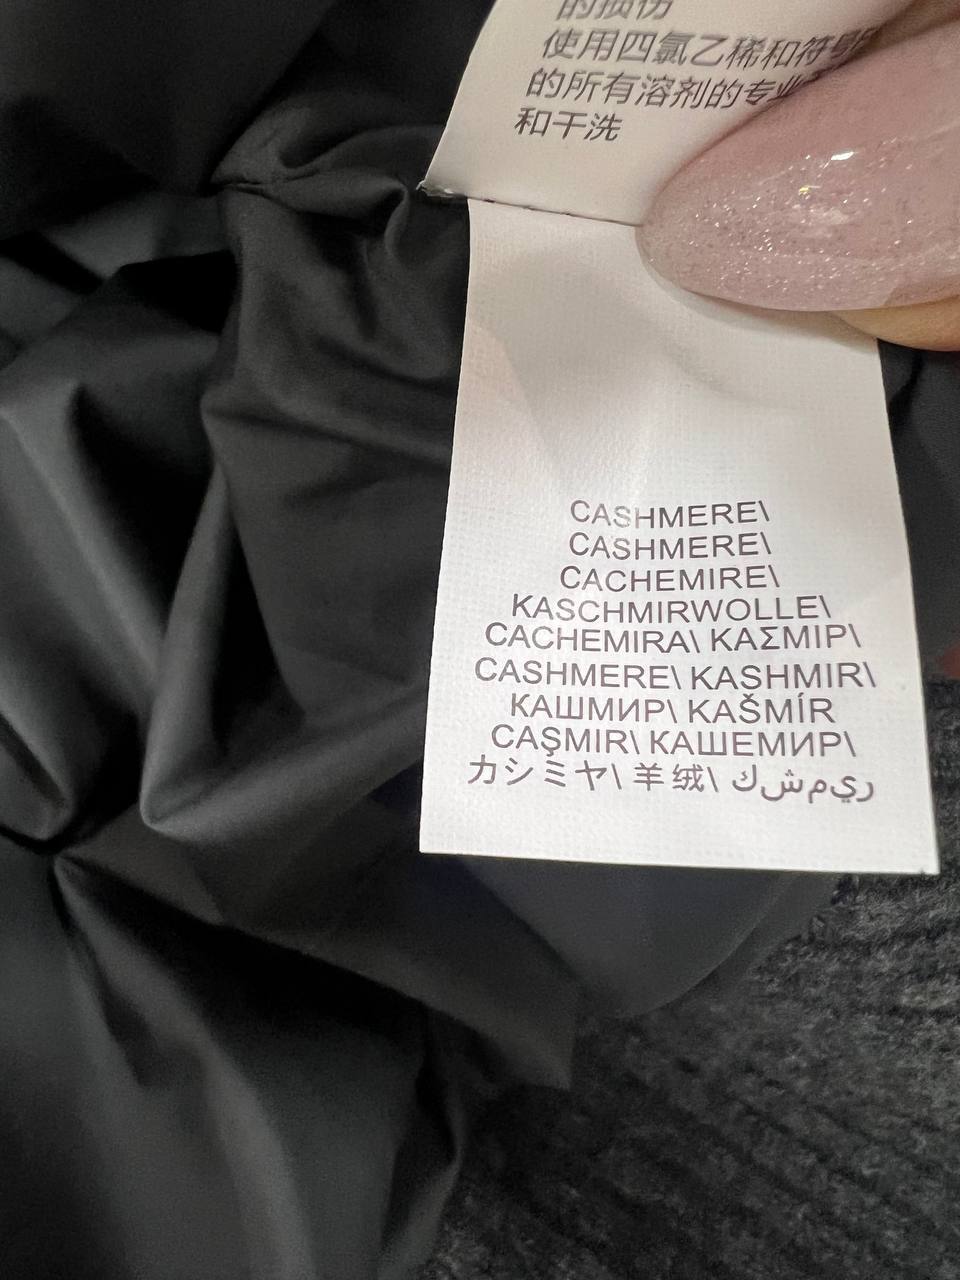 的损伤
使用四氯乙稀和符号
的所有溶剂的专业
和干洗
CASHMERE\
CASHMERE\
CACHEMIRE\
KASCHMIRWOLLE\
CACHEMIRA\ ΚΑΣΜΙΡ\
CASHMERE\ KASHMIR\
КАШМИР\ KAŠMÍR
CAŞMIR\ КАШЕМИР\
カシミヤ\ 羊绒\ ك‌ش‌م‌ي‌ر